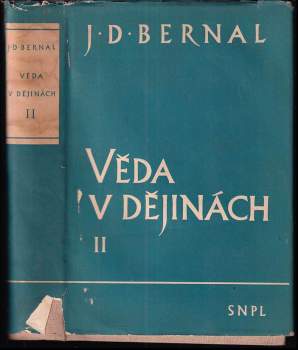 J. D. BERNAL
VĚDA
V DĚJINÁCH
II
J · D · BERNAL
VĚDA
V DĚJINÁCH
II
SNPL